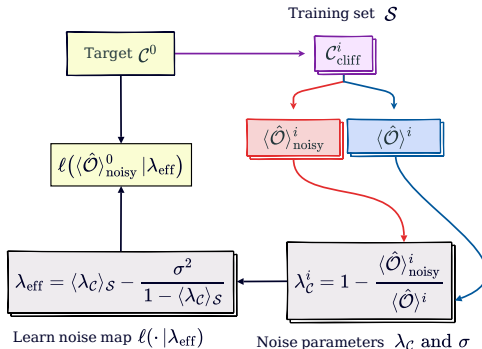 Training set 𝒮
Target 𝒞⁰
𝒞ⁱ_cliff
⟨𝒪̂⟩ⁱ_noisy
⟨𝒪̂⟩ⁱ
ℓ(⟨𝒪̂⟩⁰_noisy |λ_eff)
λ_eff = ⟨λ_𝒞⟩_𝒮 − σ² / (1 − ⟨λ_𝒞⟩_𝒮)
λⁱ_𝒞 = 1 − ⟨𝒪̂⟩ⁱ_noisy / ⟨𝒪̂⟩ⁱ
Learn noise map ℓ(· |λ_eff)
Noise parameters λ_𝒞 and σ